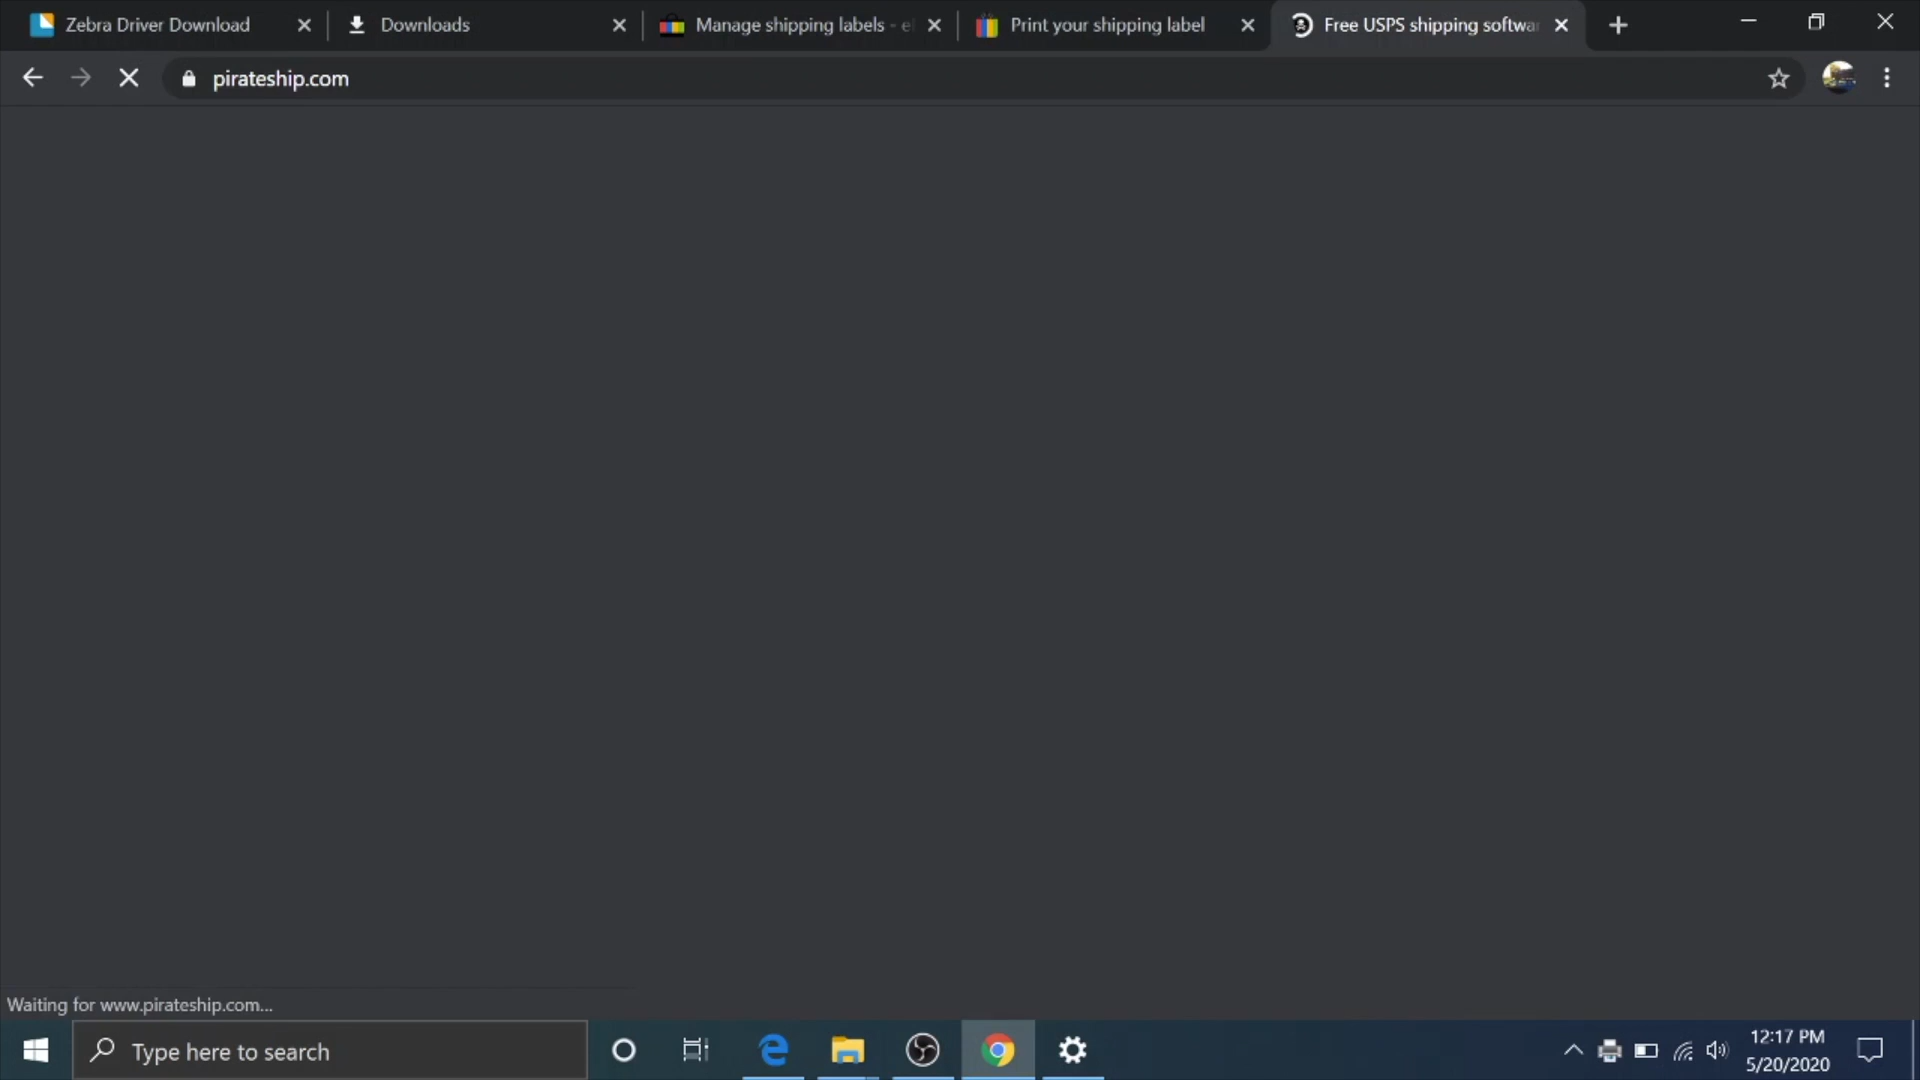 Zebra Driver Download
Downloads
Manage shipping labels - e
Print your shipping label
Free USPS shipping softwa
pirateship.com
Waiting for www.pirateship.com...
Type here to search
12:17 PM
5/20/2020